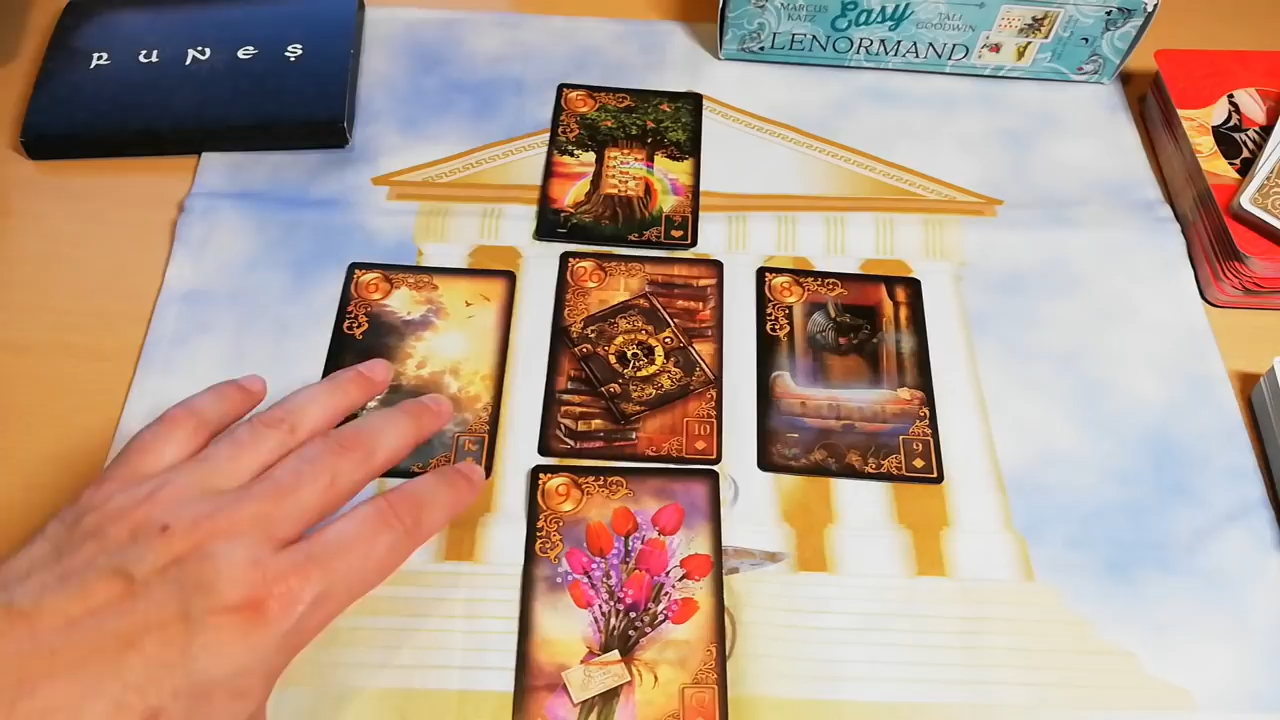 RUNES
MARCUS KATZ
Easy
TALI GOODWIN
LENORMAND
5
6
26
8
K
10
9
9
Q